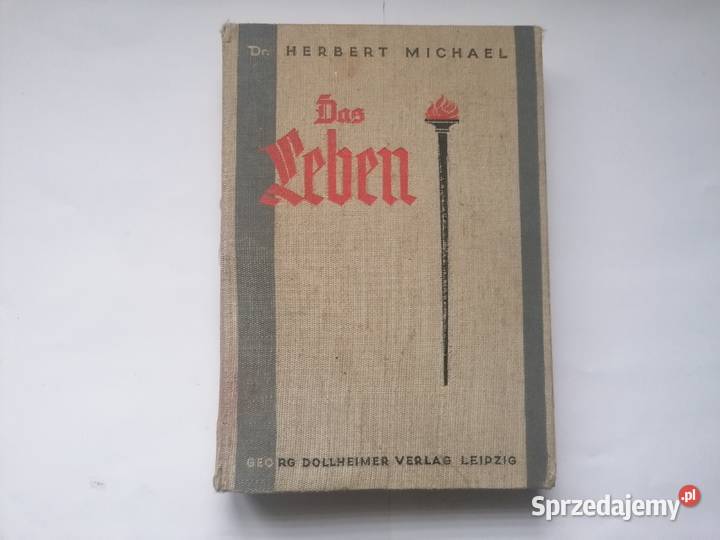 Dr. HERBERT MICHAEL
Das
Leben
GEORG DOLLHEIMER VERLAG LEIPZIG
Sprzedajemy.pl